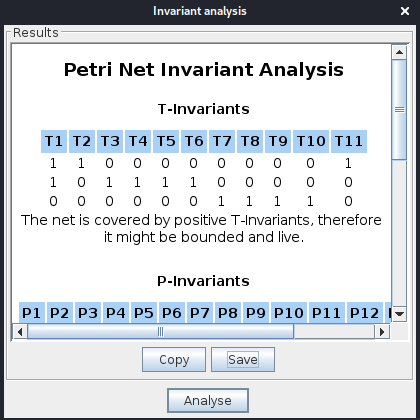 Invariant analysis
Results
Petri Net Invariant Analysis
T-Invariants
T1 T2 T3 T4 T5 T6 T7 T8 T9 T10 T11
1 1 0 0 0 0 0 0 0 0 1
1 0 1 1 1 1 0 0 0 0 0
0 0 0 0 0 0 1 1 1 1 0
The net is covered by positive T-Invariants, therefore
it might be bounded and live.
P-Invariants
P1 P2 P3 P4 P5 P6 P7 P8 P9 P10 P11 P12
Copy Save
Analyse